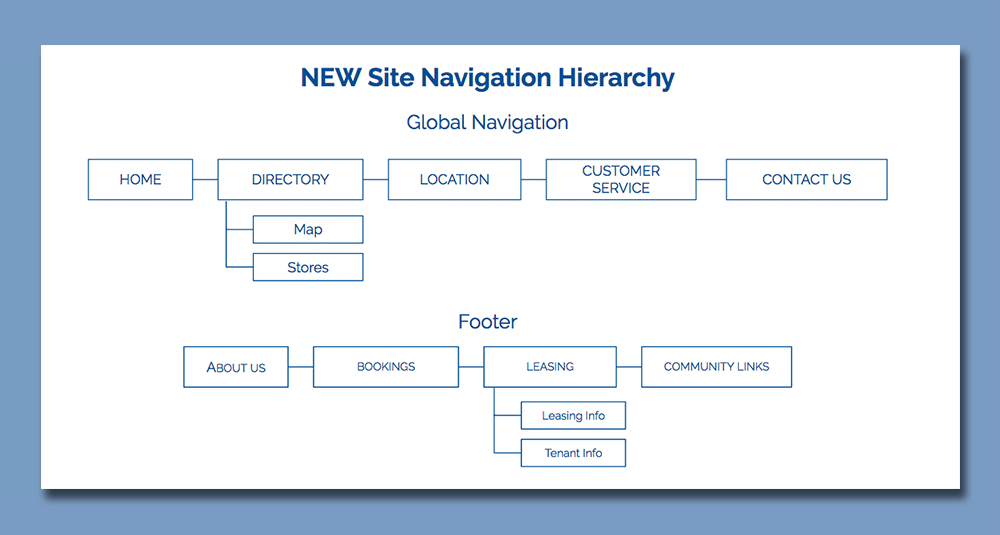 NEW Site Navigation Hierarchy
Global Navigation
HOME
DIRECTORY
LOCATION
CUSTOMER
SERVICE
CONTACT US
Map
Stores
Footer
ABOUT US
BOOKINGS
LEASING
COMMUNITY LINKS
Leasing Info
Tenant Info